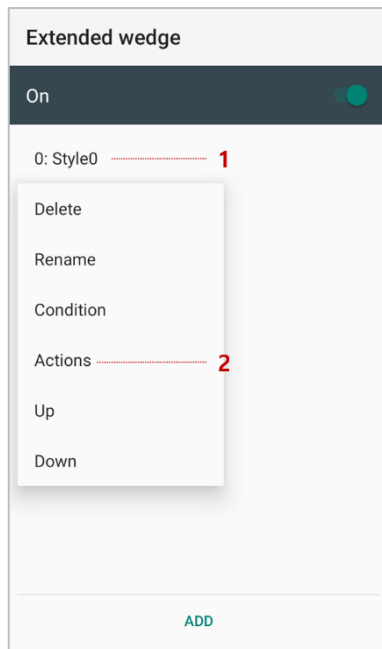 Extended wedge
On
0: Style0 1
Delete
Rename
Condition
Actions 2
Up
Down
ADD